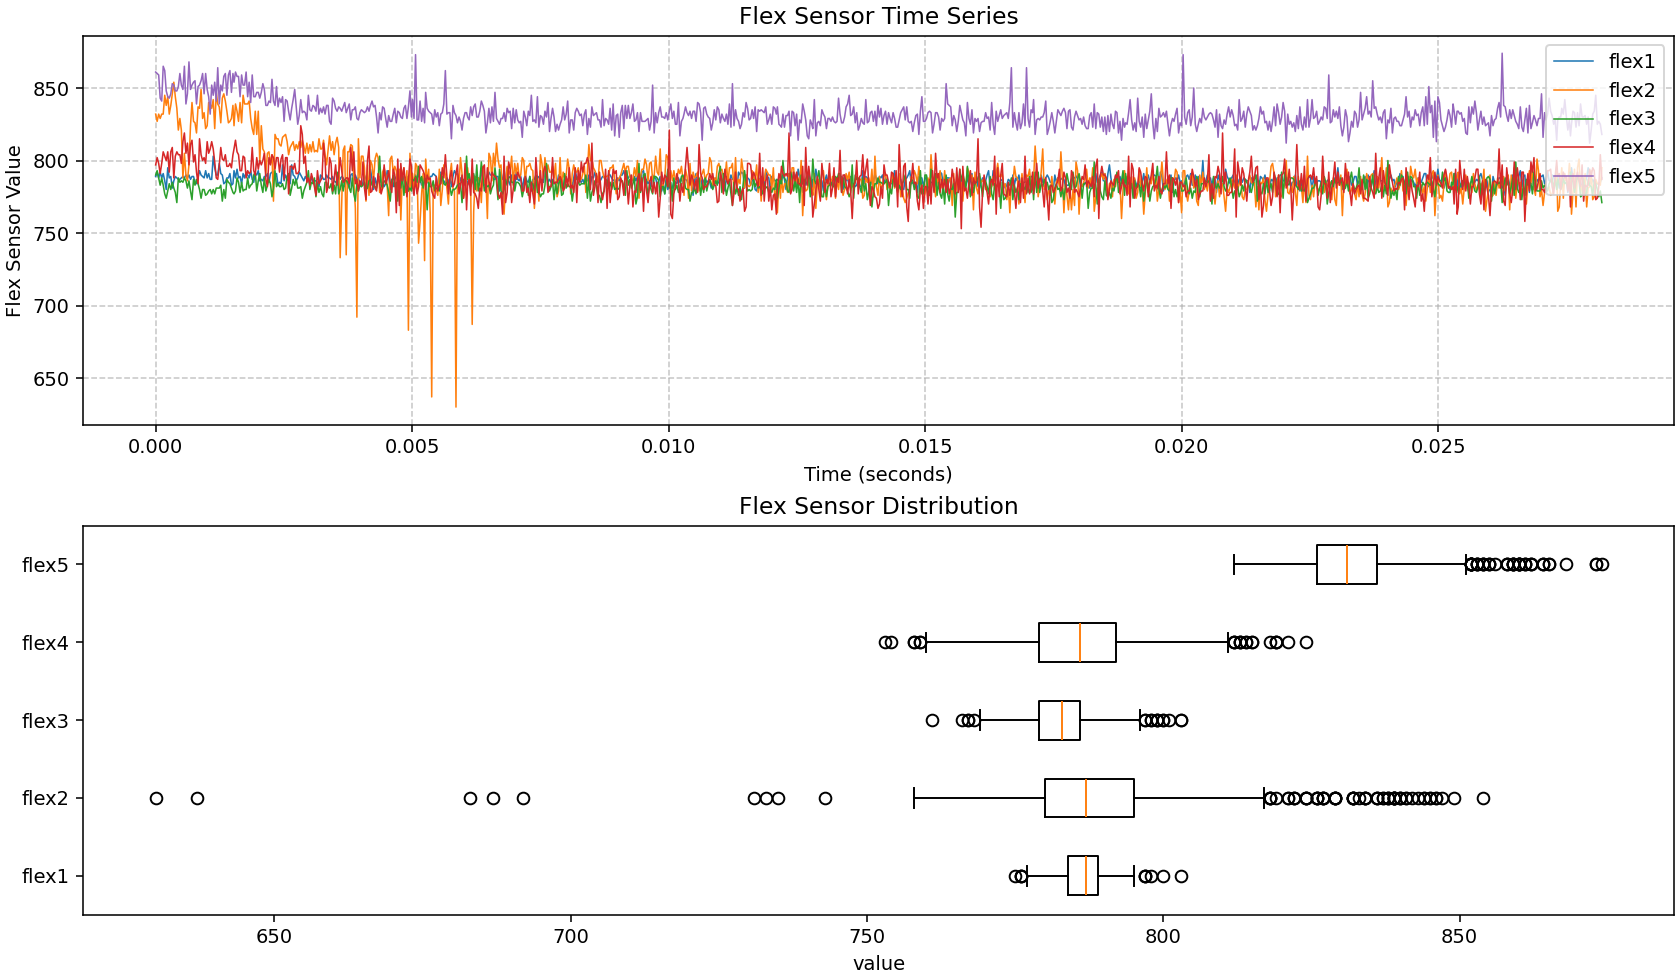 Flex Sensor Time Series
Flex Sensor Value
850
800
750
700
650
flex1
flex2
flex3
flex4
flex5
0.000 0.005 0.010 0.015 0.020 0.025
Time (seconds)
Flex Sensor Distribution
flex5
flex4
flex3
flex2
flex1
650 700 750 800 850
value